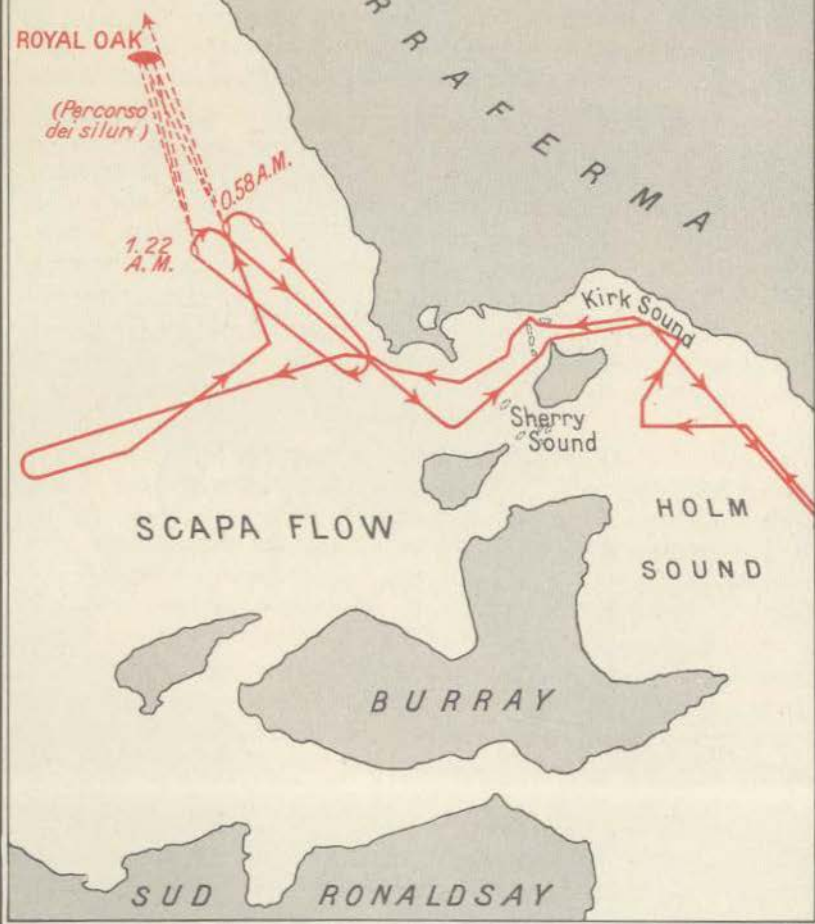 RRAFERMA
ROYAL OAK
(Percorso
dei siluri)
0.58 A.M.
1.22
A.M.
Kirk Sound
Sherry
Sound
SCAPA FLOW
HOLM
SOUND
BURRAY
SUD RONALDSAY